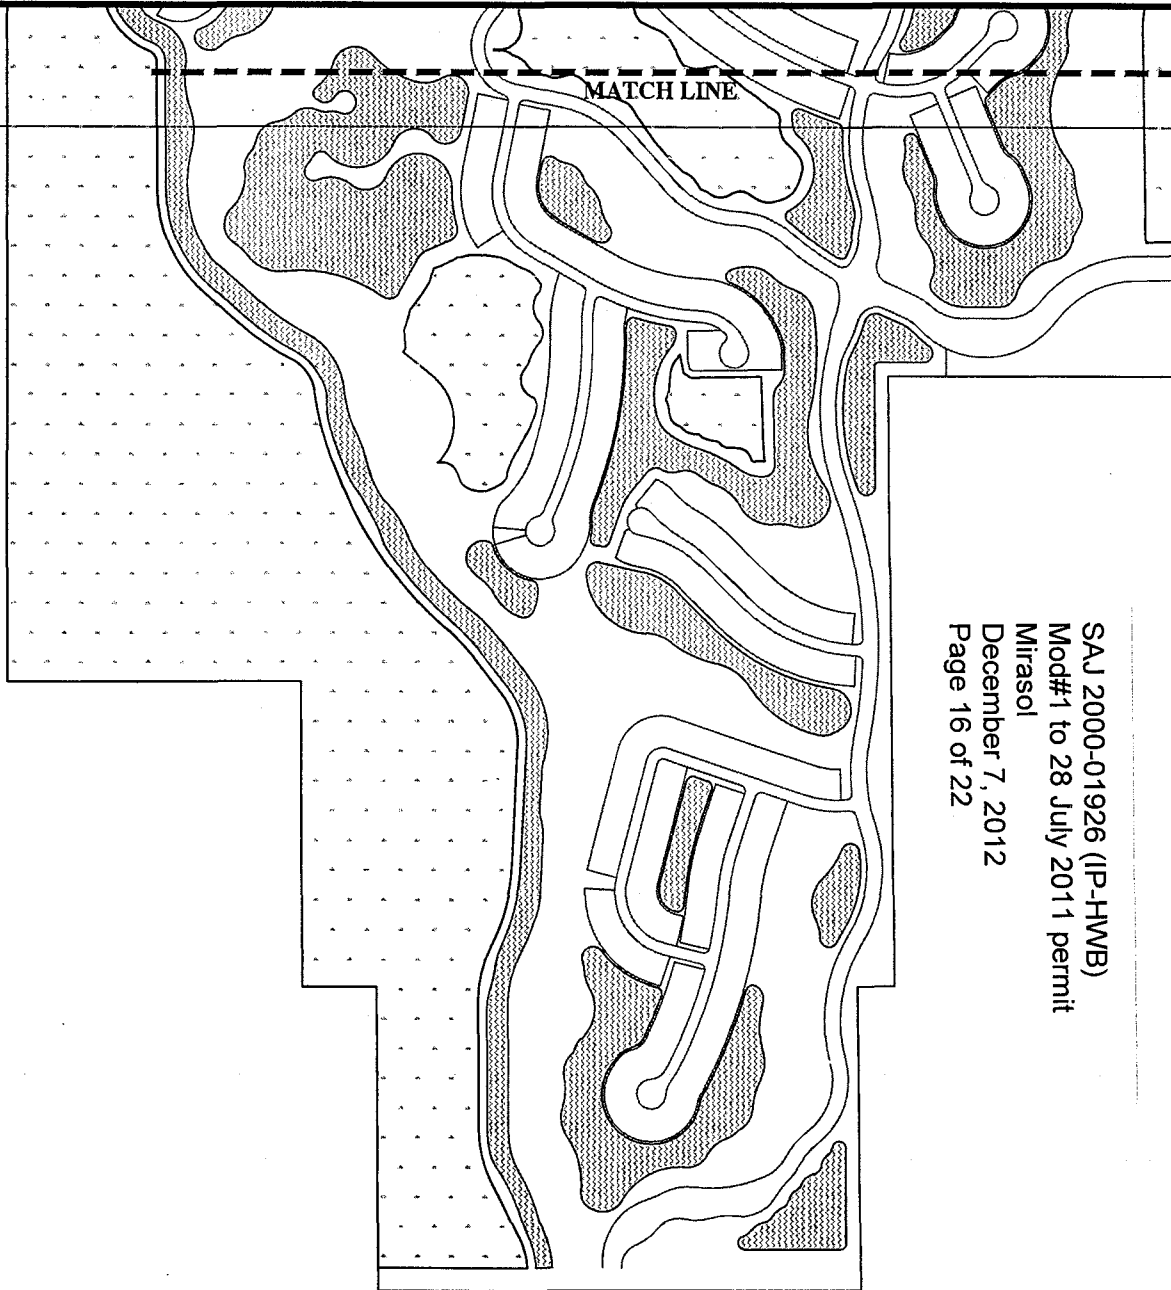 MATCH LINE
SAJ 2000-01926 (IP-HWB)
Mod#1 to 28 July 2011 permit
Mirasol
December 7, 2012
Page 16 of 22